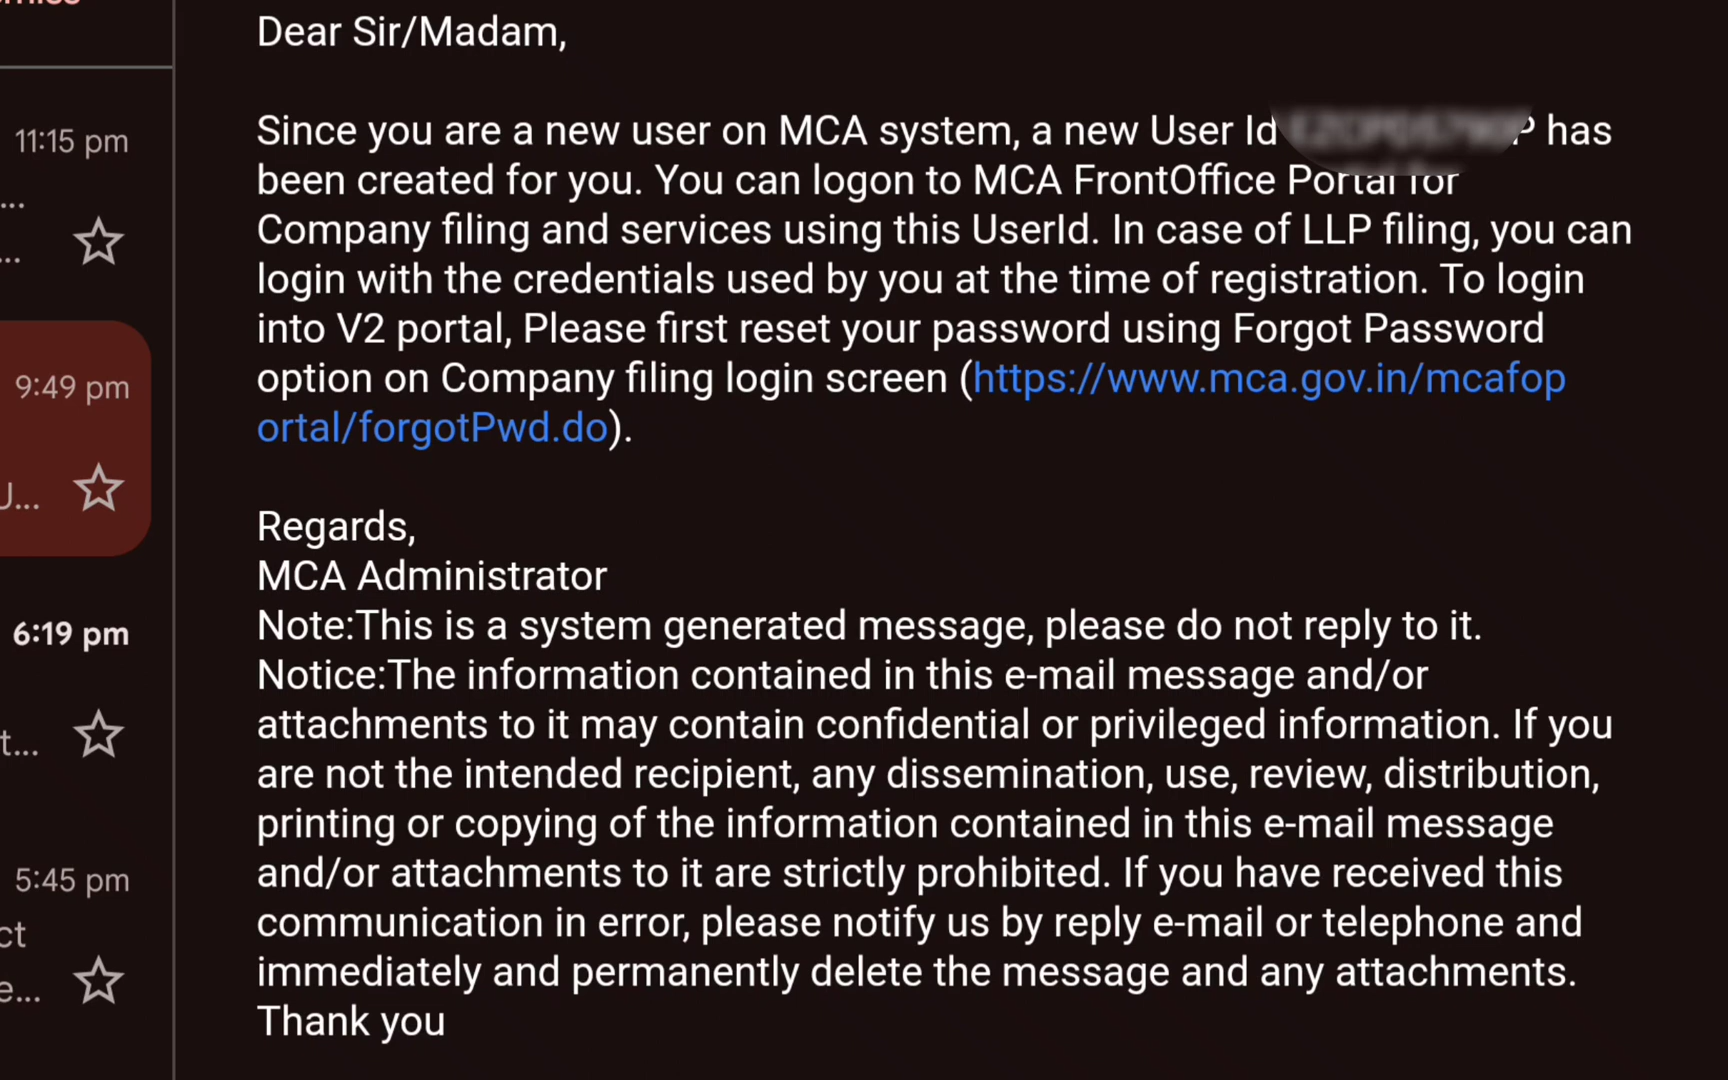 11:15 pm
...
...
9:49 pm
J...
6:19 pm
t...
5:45 pm
ct
e...
Dear Sir/Madam,
Since you are a new user on MCA system, a new User Id has
been created for you. You can logon to MCA FrontOffice Portal for
Company filing and services using this UserId. In case of LLP filing, you can
login with the credentials used by you at the time of registration. To login
into V2 portal, Please first reset your password using Forgot Password
option on Company filing login screen (https://www.mca.gov.in/mcafop
ortal/forgotPwd.do).
Regards,
MCA Administrator
Note:This is a system generated message, please do not reply to it.
Notice:The information contained in this e-mail message and/or
attachments to it may contain confidential or privileged information. If you
are not the intended recipient, any dissemination, use, review, distribution,
printing or copying of the information contained in this e-mail message
and/or attachments to it are strictly prohibited. If you have received this
communication in error, please notify us by reply e-mail or telephone and
immediately and permanently delete the message and any attachments.
Thank you